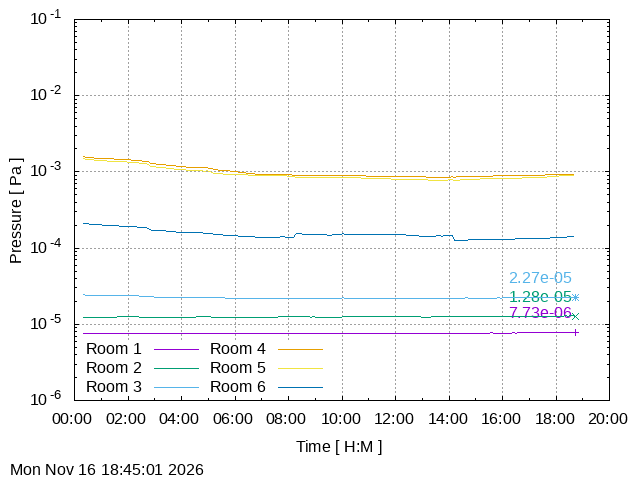 10^-1
10^-2
10^-3
10^-4
10^-5
10^-6
Pressure [ Pa ]
2.27e-05
1.28e-05
7.73e-06
Room 1 Room 4
Room 2 Room 5
Room 3 Room 6
00:00 02:00 04:00 06:00 08:00 10:00 12:00 14:00 16:00 18:00 20:00
Time [ H:M ]
Mon Nov 16 18:45:01 2026